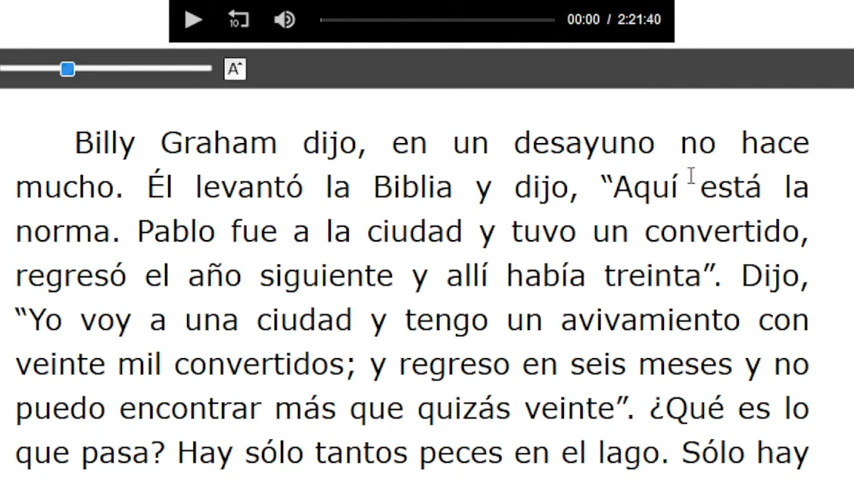 10
00:00 / 2:21:40
A
Billy Graham dijo, en un desayuno no hace
mucho. Él levantó la Biblia y dijo, “Aquí está la
norma. Pablo fue a la ciudad y tuvo un convertido,
regresó el año siguiente y allí había treinta”. Dijo,
“Yo voy a una ciudad y tengo un avivamiento con
veinte mil convertidos; y regreso en seis meses y no
puedo encontrar más que quizás veinte”. ¿Qué es lo
que pasa? Hay sólo tantos peces en el lago. Sólo hay